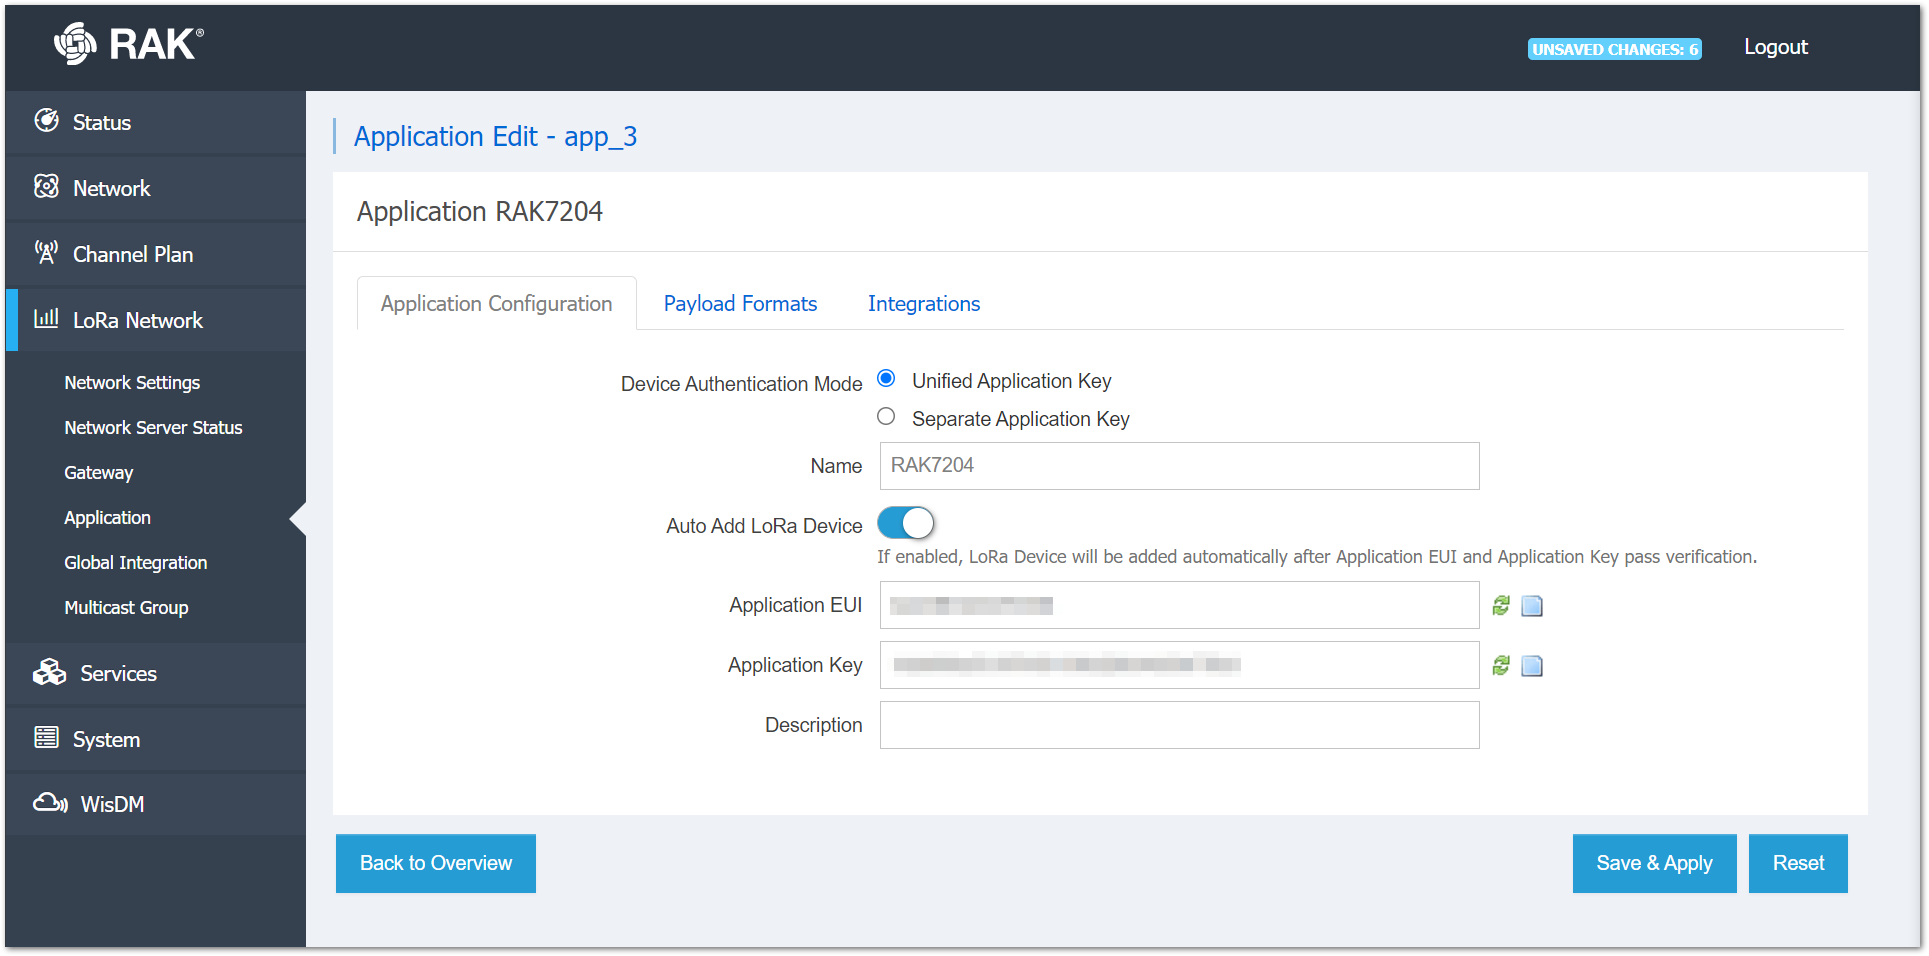 RAK®
UNSAVED CHANGES: 6
Logout
Status
Network
Channel Plan
LoRa Network
Network Settings
Network Server Status
Gateway
Application
Global Integration
Multicast Group
Services
System
WisDM
Application Edit - app_3
Application RAK7204
Application Configuration
Payload Formats
Integrations
Device Authentication Mode
Unified Application Key
Separate Application Key
Name
RAK7204
Auto Add LoRa Device
If enabled, LoRa Device will be added automatically after Application EUI and Application Key pass verification.
Application EUI
Application Key
Description
Back to Overview
Save & Apply
Reset